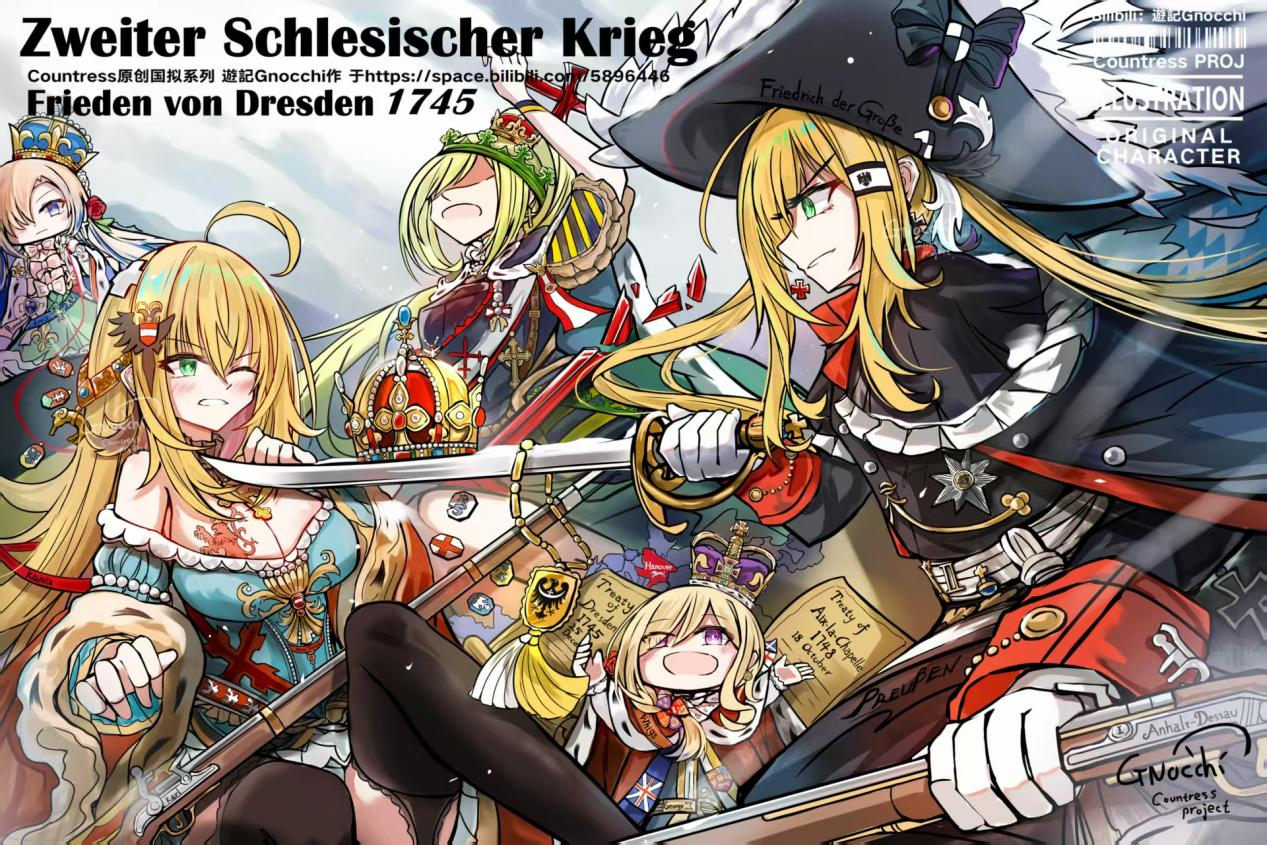 Zweiter Schlesischer Krieg
Countress原创国拟系列 遊記Gnocchi作 于https://space.bilibili.com/5896446
Frieden von Dresden 1745
Bilibili: 遊記Gnocchi
Countress PROJ
ILLUSTRATION
ORIGINAL
CHARACTER
Friedrich der Große
Hanover
Treaty
of
Dresden
1745
Treaty of
Aix-la-Chapelle
1748
18 October
Whigs
George
PREUßEN
Karl
Anhalt-Dessau
GNocchi
Countress
project